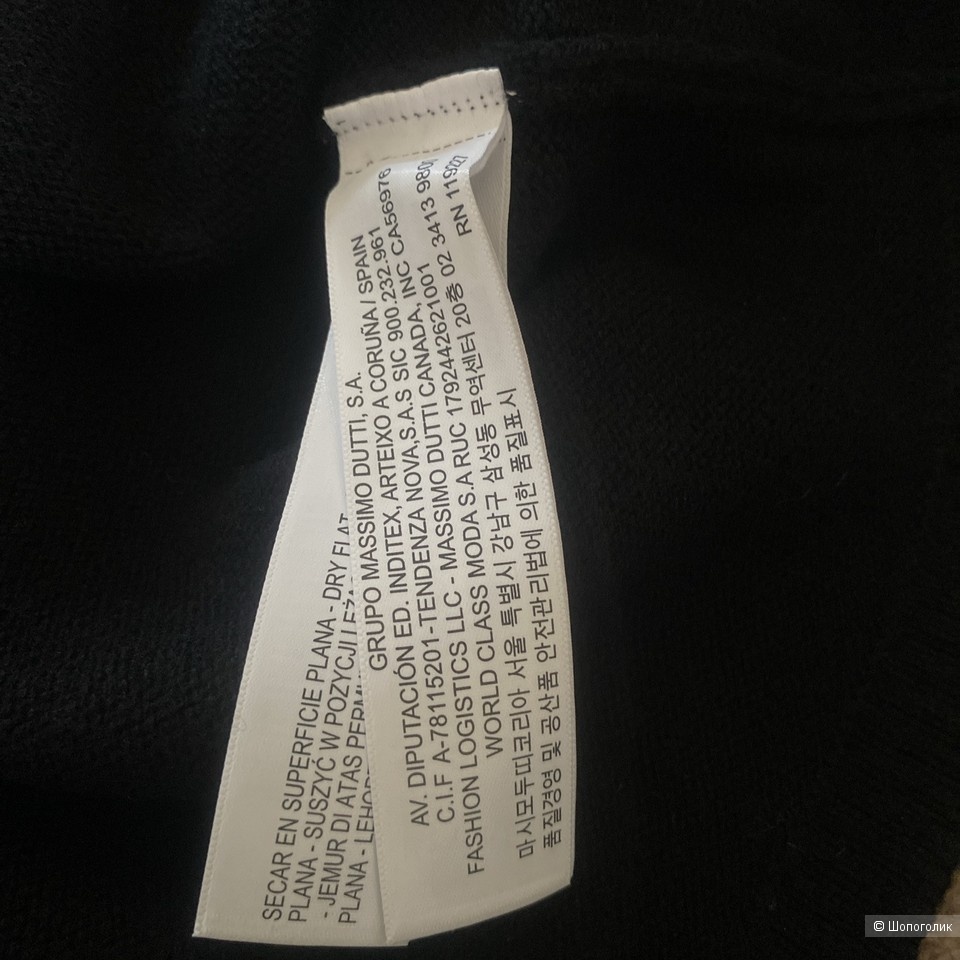 GRUPO MASSIMO DUTTI, S.A.
AV. DIPUTACIÓN ED. INDITEX, ARTEIXO A CORUÑA / SPAIN
C.I.F A-78115201-TENDENZA NOVA,S.A.S SIC 900.232.961
FASHION LOGISTICS LLC - MASSIMO DUTTI CANADA, INC CA56976
WORLD CLASS MODA S.A RUC 1792442621001
마시모두띠코리아 서울 특별시 강남구 삼성동 무역센터 20층 02 3413 980
품질경영 및 공산품 안전관리법에 의한 품질표시
RN 119227
SECAR EN SUPERFICIE PLANA - DRY FLAT
PLANA - SUSZYĆ W POZYCJI
- JEMUR DI ATAS
PLANA -
© Шопоголик